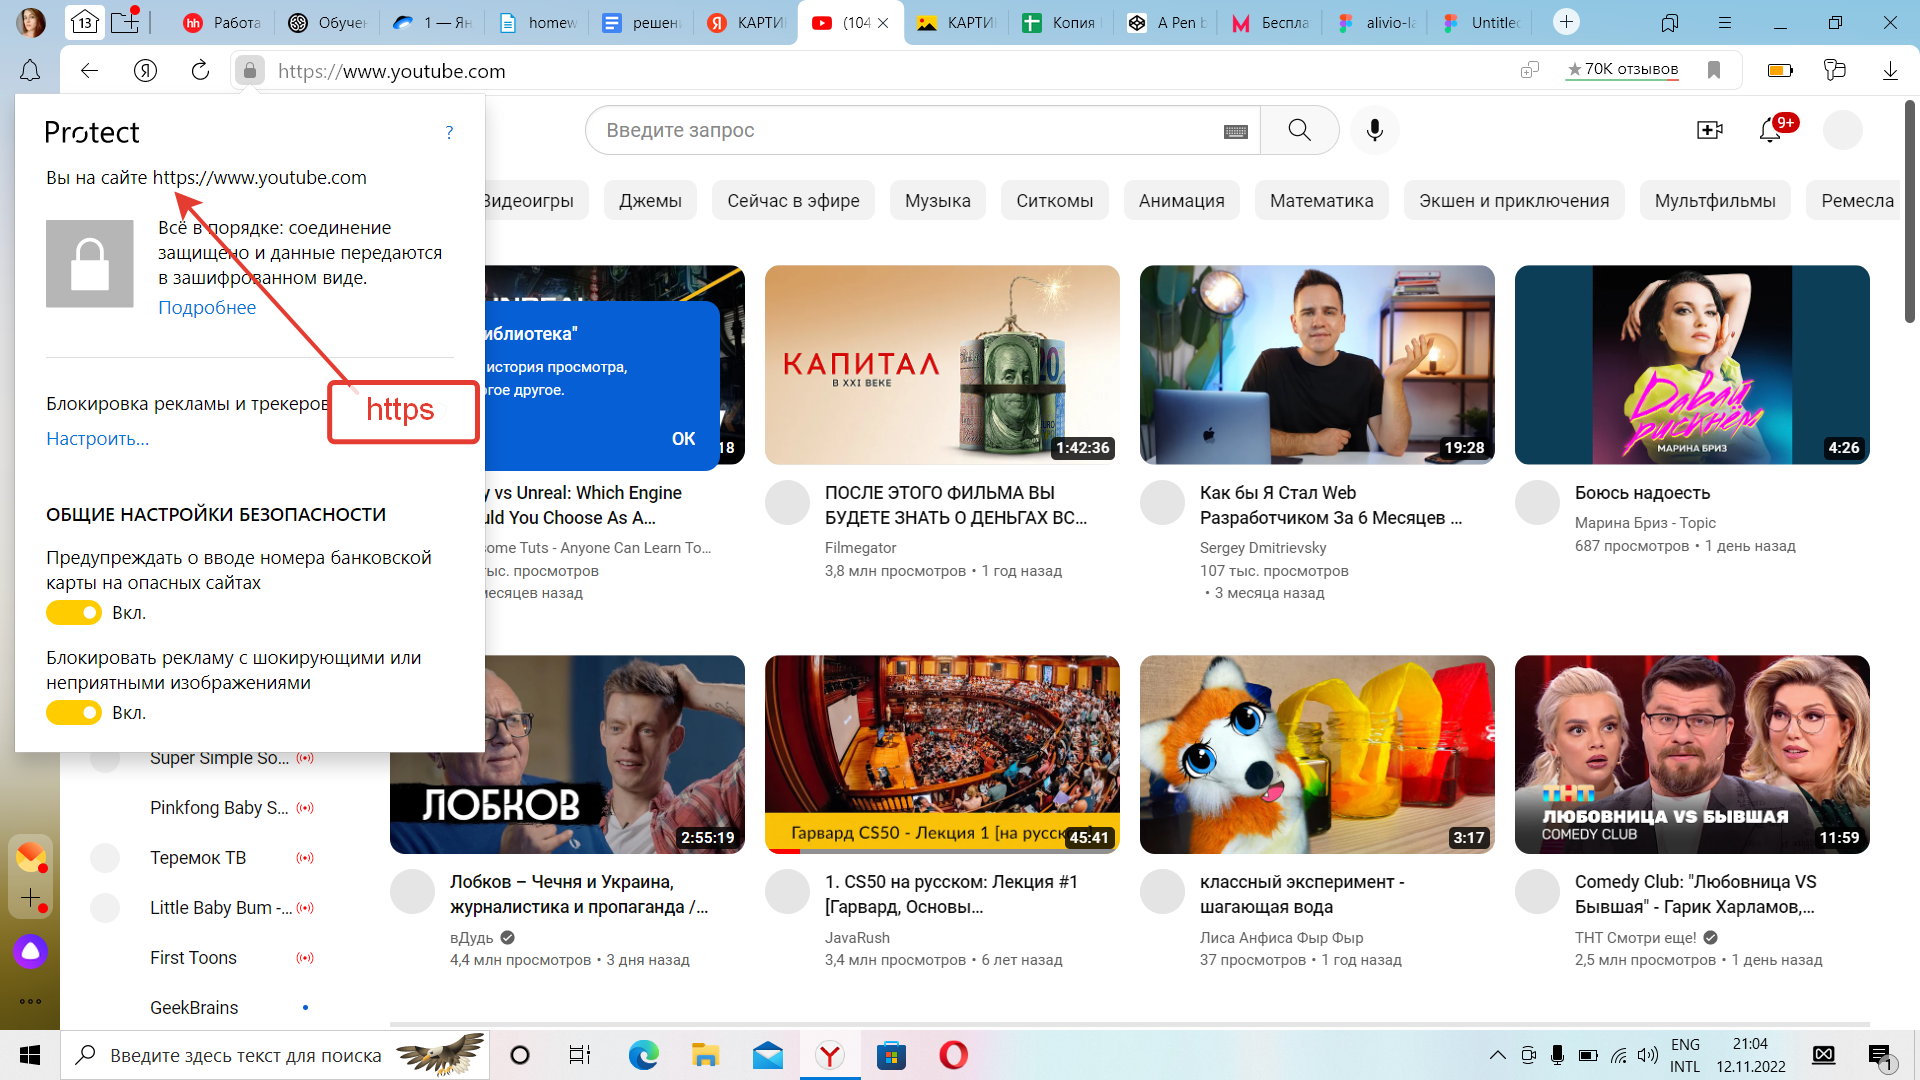 13
Работа
Обучен
1 — Ян
homew
решени
КАРТИ
(104
КАРТИ
Копия
A Pen b
Беспла
alivio-la
Untitled
https://www.youtube.com
★70K отзывов
Protect
?
Вы на сайте https://www.youtube.com
Всё в порядке: соединение
защищено и данные передаются
в зашифрованном виде.
Подробнее
https
Блокировка рекламы и трекеров
Настроить...
ОБЩИЕ НАСТРОЙКИ БЕЗОПАСНОСТИ
Предупреждать о вводе номера банковской
карты на опасных сайтах
Вкл.
Блокировать рекламу с шокирующими или
неприятными изображениями
Вкл.
Введите запрос
9+
Видеоигры
Джемы
Сейчас в эфире
Музыка
Ситкомы
Анимация
Математика
Экшен и приключения
Мультфильмы
Ремесла
иблиотека"
история просмотра,
огое другое.
ОК
18
КАПИТАЛ
В XXI ВЕКЕ
1:42:36
19:28
Давай
рискнём
МАРИНА БРИЗ
4:26
y vs Unreal: Which Engine
uld You Choose As A...
some Tuts - Anyone Can Learn To...
тыс. просмотров
месяцев назад
ПОСЛЕ ЭТОГО ФИЛЬМА ВЫ
БУДЕТЕ ЗНАТЬ О ДЕНЬГАХ ВС...
Filmegator
3,8 млн просмотров • 1 год назад
Как бы Я Стал Web
Разработчиком За 6 Месяцев ...
Sergey Dmitrievsky
107 тыс. просмотров
• 3 месяца назад
Боюсь надоесть
Марина Бриз - Topic
687 просмотров • 1 день назад
Super Simple So...
Pinkfong Baby S...
Теремок ТВ
Little Baby Bum -...
First Toons
GeekBrains
ЛОБКОВ
2:55:19
Гарвард CS50 - Лекция 1 [на русск
45:41
3:17
ТНТ
ЛЮБОВНИЦА VS БЫВШАЯ
COMEDY CLUB
11:59
Лобков – Чечня и Украина,
журналистика и пропаганда /...
вДудь
4,4 млн просмотров • 3 дня назад
1. CS50 на русском: Лекция #1
[Гарвард, Основы...
JavaRush
3,4 млн просмотров • 6 лет назад
классный эксперимент -
шагающая вода
Лиса Анфиса Фыр Фыр
37 просмотров • 1 год назад
Comedy Club: "Любовница VS
Бывшая" - Гарик Харламов,...
ТНТ Смотри еще!
2,5 млн просмотров • 1 день назад
Введите здесь текст для поиска
ENG
INTL
21:04
12.11.2022
1